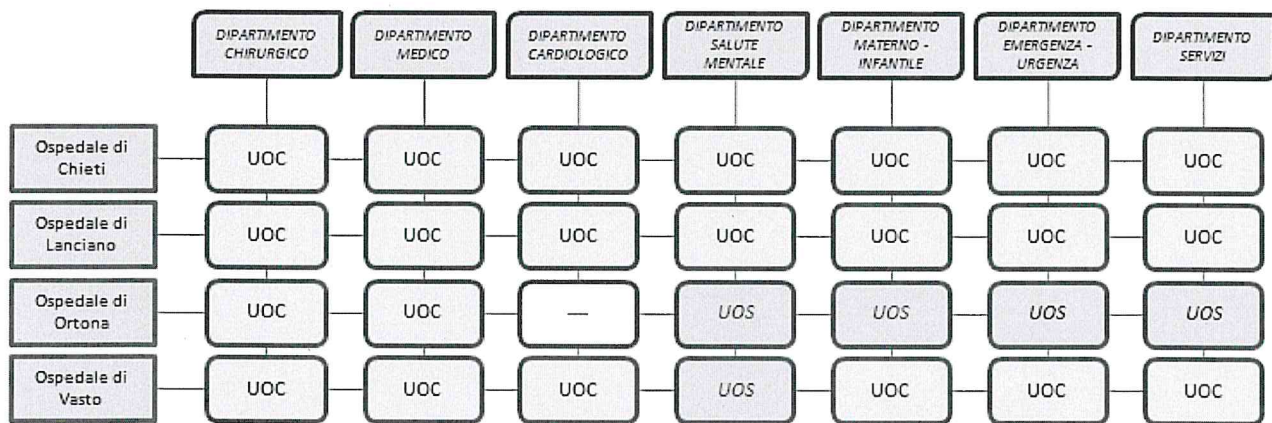 DIPARTIMENTO
CHIRURGICO
DIPARTIMENTO
MEDICO
DIPARTIMENTO
CARDIOLOGICO
DIPARTIMENTO
SALUTE
MENTALE
DIPARTIMENTO
MATERNO -
INFANTILE
DIPARTIMENTO
EMERGENZA -
URGENZA
DIPARTIMENTO
SERVIZI
Ospedale di
Chieti
UOC UOC UOC UOC UOC UOC UOC
Ospedale di
Lanciano
UOC UOC UOC UOC UOC UOC UOC
Ospedale di
Ortona
UOC UOC — UOS UOS UOS UOS
Ospedale di
Vasto
UOC UOC UOC UOS UOC UOC UOC